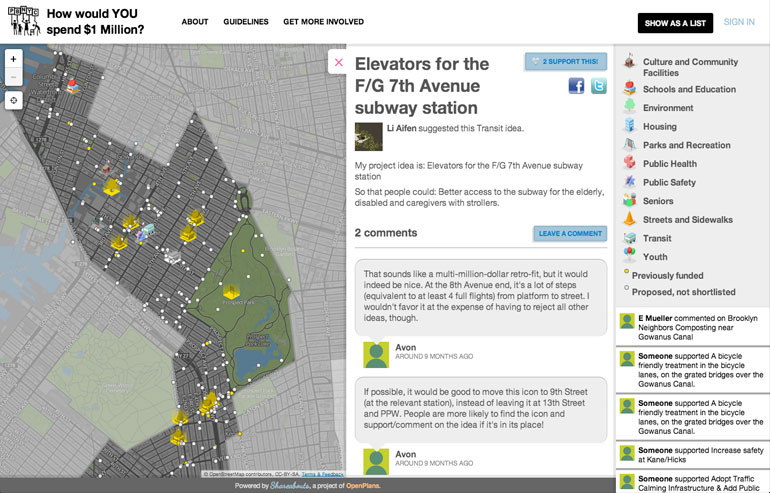 PBNYC
How would YOU
spend $1 Million?
ABOUT
GUIDELINES
GET MORE INVOLVED
SHOW AS A LIST
SIGN IN
+
−
Prospect Park
© OpenStreetMap contributors, CC-BY-SA. Terms & Feedback
Elevators for the
F/G 7th Avenue
subway station
2 SUPPORT THIS!
Li Aifen suggested this Transit idea.
My project idea is: Elevators for the F/G 7th Avenue subway
station
So that people could: Better access to the subway for the elderly,
disabled and caregivers with strollers.
2 comments
LEAVE A COMMENT
That sounds like a multi-million-dollar retro-fit, but it would
indeed be nice. At the 8th Avenue end, it's a lot of steps
(equivalent to at least 4 full flights) from platform to street. I
wouldn't favor it at the expense of having to reject all other
ideas, though.
Avon
AROUND 9 MONTHS AGO
If possible, it would be good to move this icon to 9th Street
(at the relevant station), instead of leaving it at 13th Street
and PPW. People are more likely to find the icon and
support/comment on the idea if it's in its place!
Avon
AROUND 9 MONTHS AGO
Culture and Community
Facilities
Schools and Education
Environment
Housing
Parks and Recreation
Public Health
Public Safety
Seniors
Streets and Sidewalks
Transit
Youth
Previously funded
Proposed, not shortlisted
E Mueller commented on Brooklyn
Neighbors Composting near
Gowanus Canal
Someone supported A bicycle
friendly treatment in the bicycle
lanes, on the grated bridges over the
Gowanus Canal.
Someone supported A bicycle
friendly treatment in the bicycle
lanes, on the grated bridges over the
Gowanus Canal.
Someone supported Increase safety
at Kane/Hicks
Someone supported Adopt Traffic
Calming Infrastructure & Add Public
Powered by Shareabouts, a project of OpenPlans.